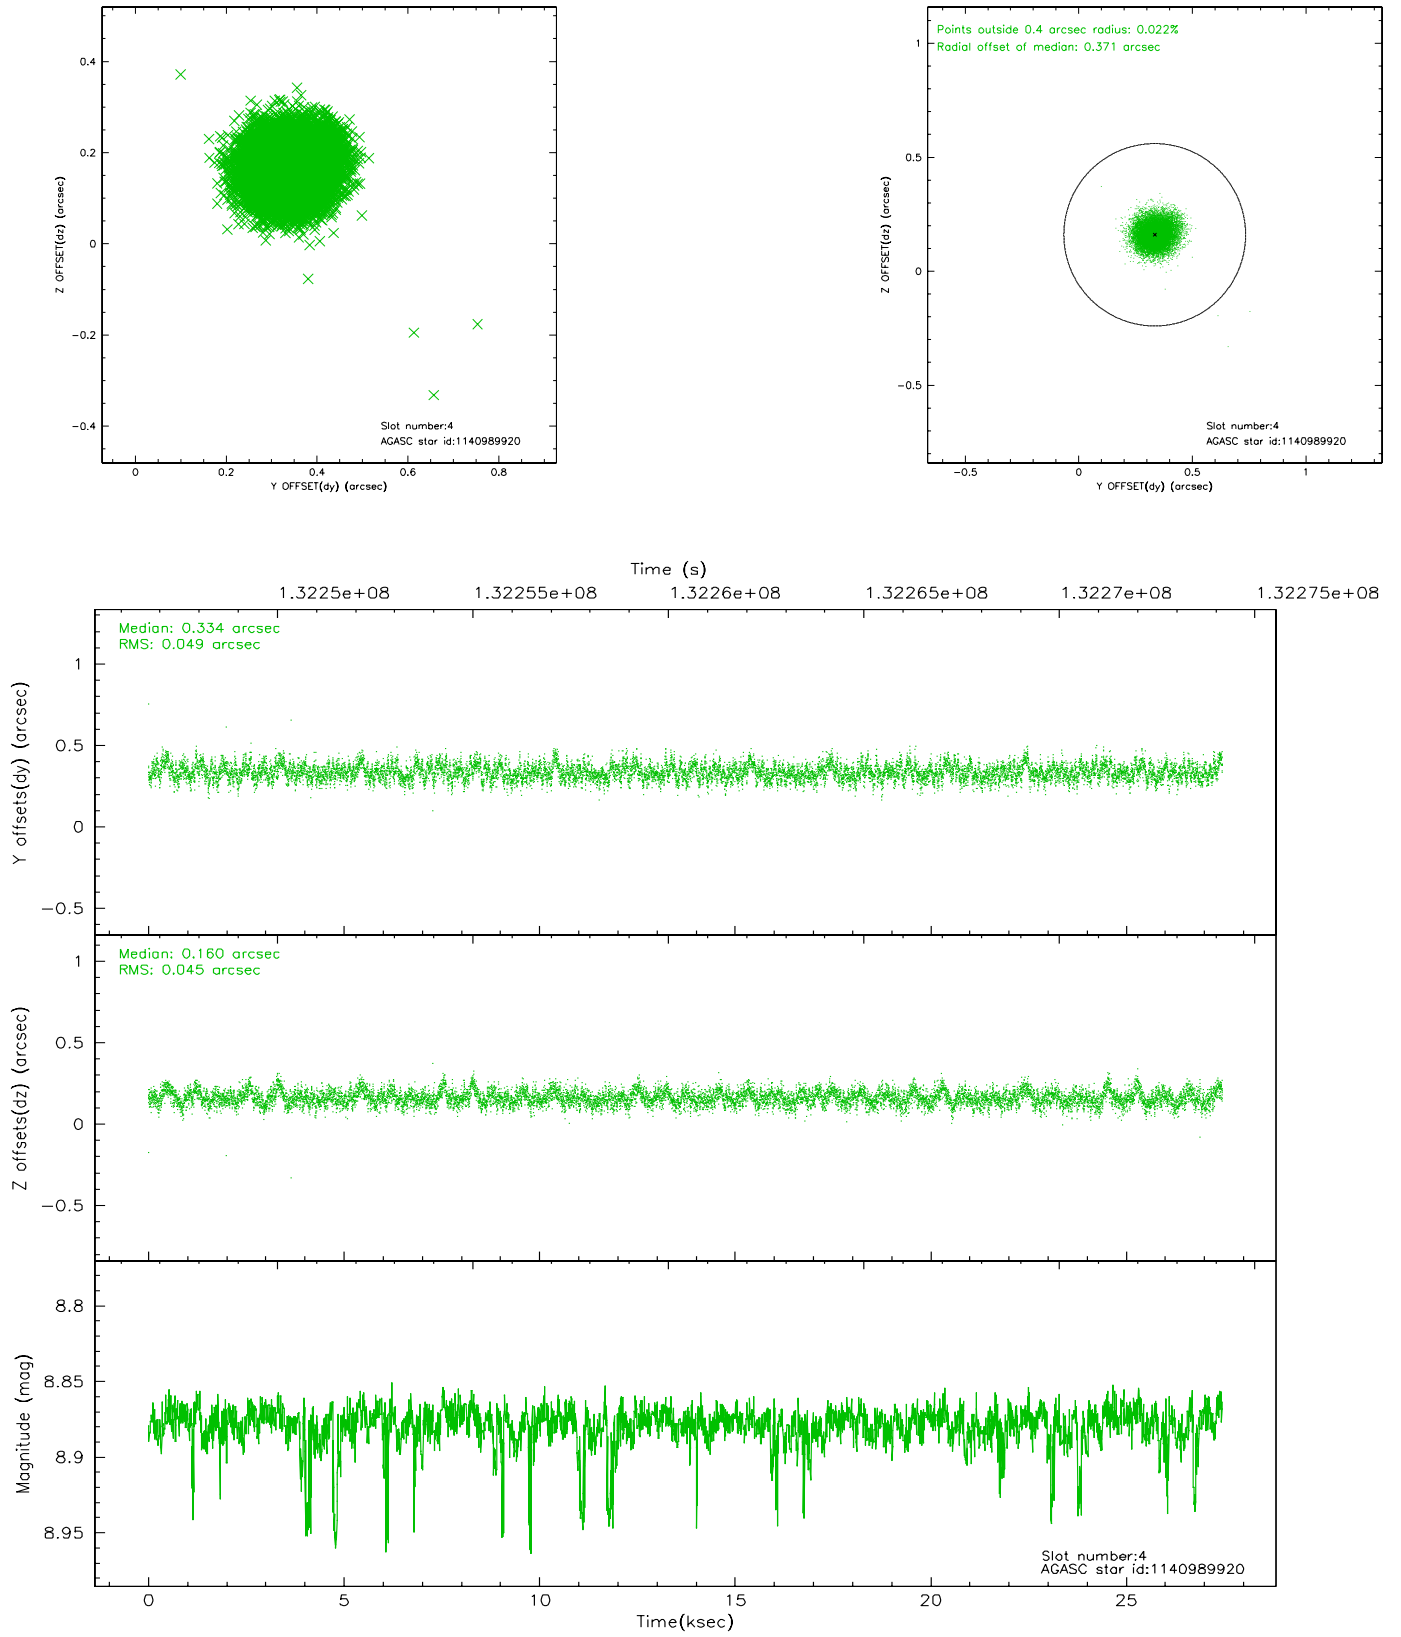 0.4
0.2
0
−0.2
−0.4
Z OFFSET(dz) (arcsec)
Slot number:4
AGASC star id:1140989920
0 0.2 0.4 0.6 0.8
Y OFFSET(dy) (arcsec)
Points outside 0.4 arcsec radius: 0.022%
Radial offset of median: 0.371 arcsec
1
0.5
0
−0.5
Z OFFSET(dz) (arcsec)
Slot number:4
AGASC star id:1140989920
−0.5 0 0.5 1
Y OFFSET(dy) (arcsec)
Time (s)
1.3225e+08 1.32255e+08 1.3226e+08 1.32265e+08 1.3227e+08 1.32275e+08
Median: 0.334 arcsec
RMS: 0.049 arcsec
1
0.5
0
−0.5
Y offsets(dy) (arcsec)
Median: 0.160 arcsec
RMS: 0.045 arcsec
1
0.5
0
−0.5
Z offsets(dz) (arcsec)
8.8
8.85
8.9
8.95
Magnitude (mag)
Slot number:4
AGASC star id:1140989920
0 5 10 15 20 25
Time(ksec)